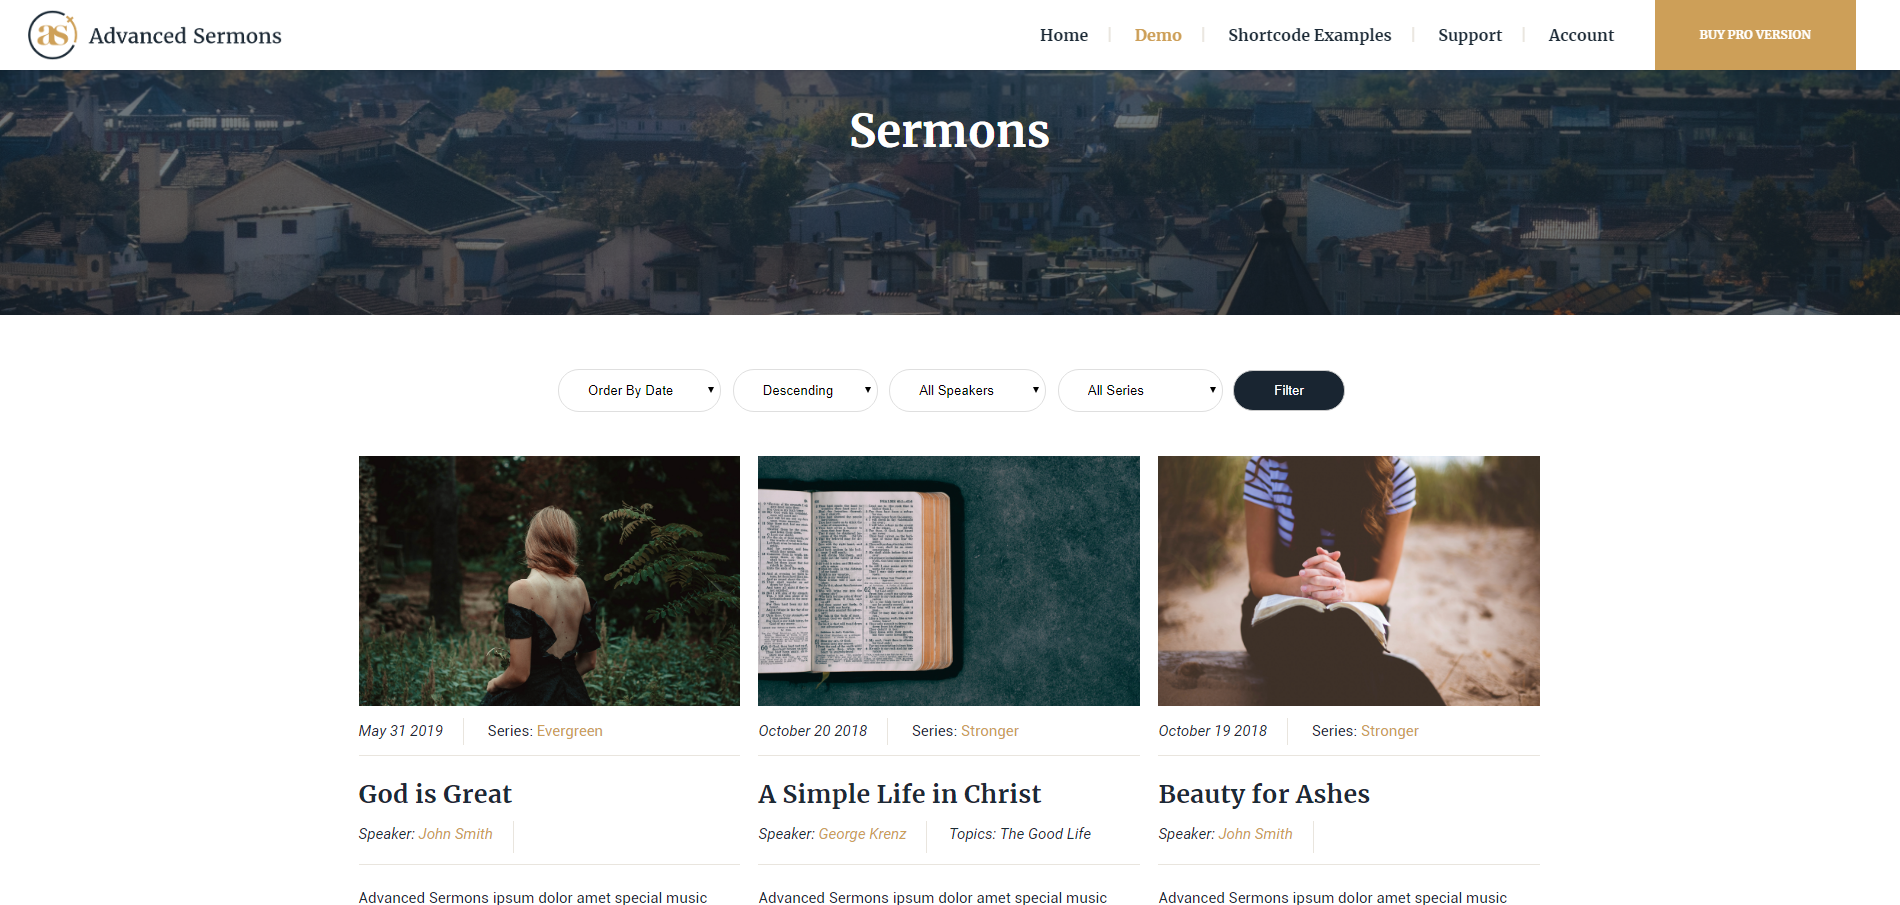 as Advanced Sermons
Home
Demo
Shortcode Examples
Support
Account
BUY PRO VERSION
Sermons
Order By Date
Descending
All Speakers
All Series
Filter
May 31 2019
Series: Evergreen
God is Great
Speaker: John Smith
Advanced Sermons ipsum dolor amet special music
October 20 2018
Series: Stronger
A Simple Life in Christ
Speaker: George Krenz
Topics: The Good Life
Advanced Sermons ipsum dolor amet special music
October 19 2018
Series: Stronger
Beauty for Ashes
Speaker: John Smith
Advanced Sermons ipsum dolor amet special music